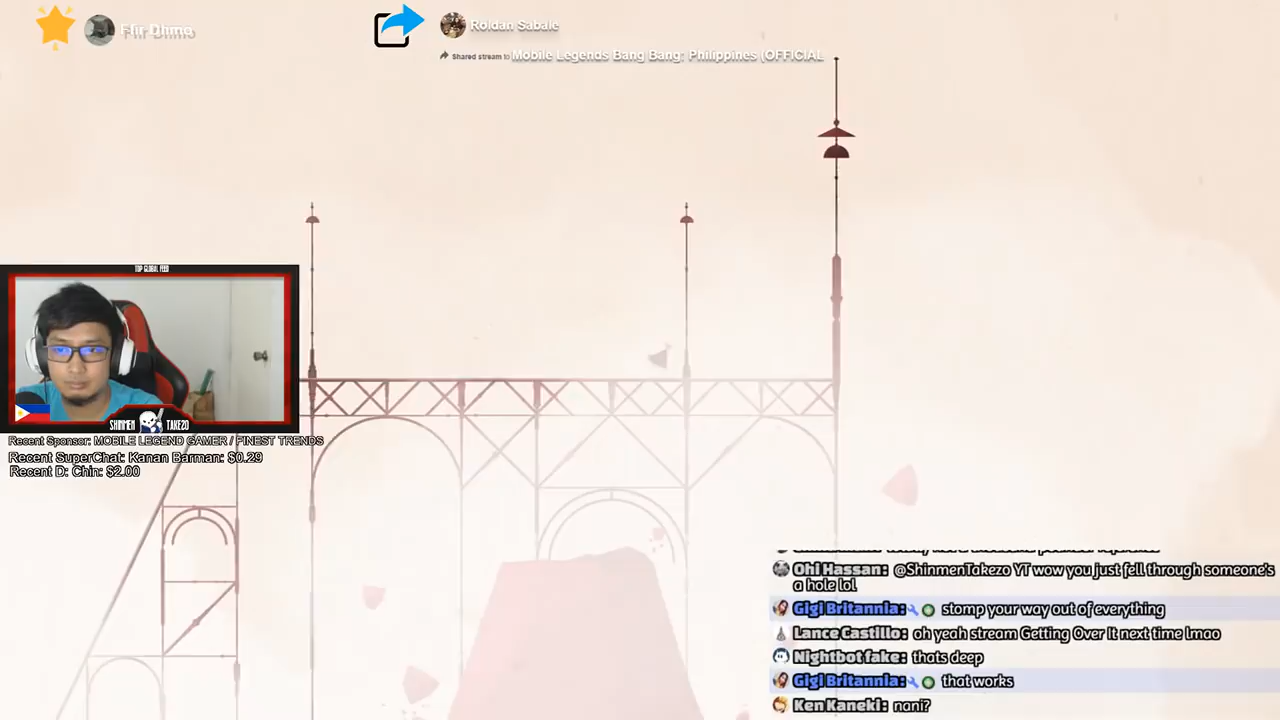 Roldan Sabale
Shared stream to Mobile Legends Bang Bang: Philippines (OFFICIAL
TOP GLOBAL FEED
SHINMEN TAKEZO
Recent Sponsor: MOBILE LEGEND GAMER / FINEST TRENDS
Recent SuperChat: Kanan Barman: $0.29
Recent D: Chin: $2.00
Ohi Hassan: @ShinmenTakezo YT wow you just fell through someone's
a hole lol
Gigi Britannia: stomp your way out of everything
Lance Castillo: oh yeah stream Getting Over It next time lmao
Nightbot fake: thats deep
Gigi Britannia: that works
Ken Kaneki: nani?